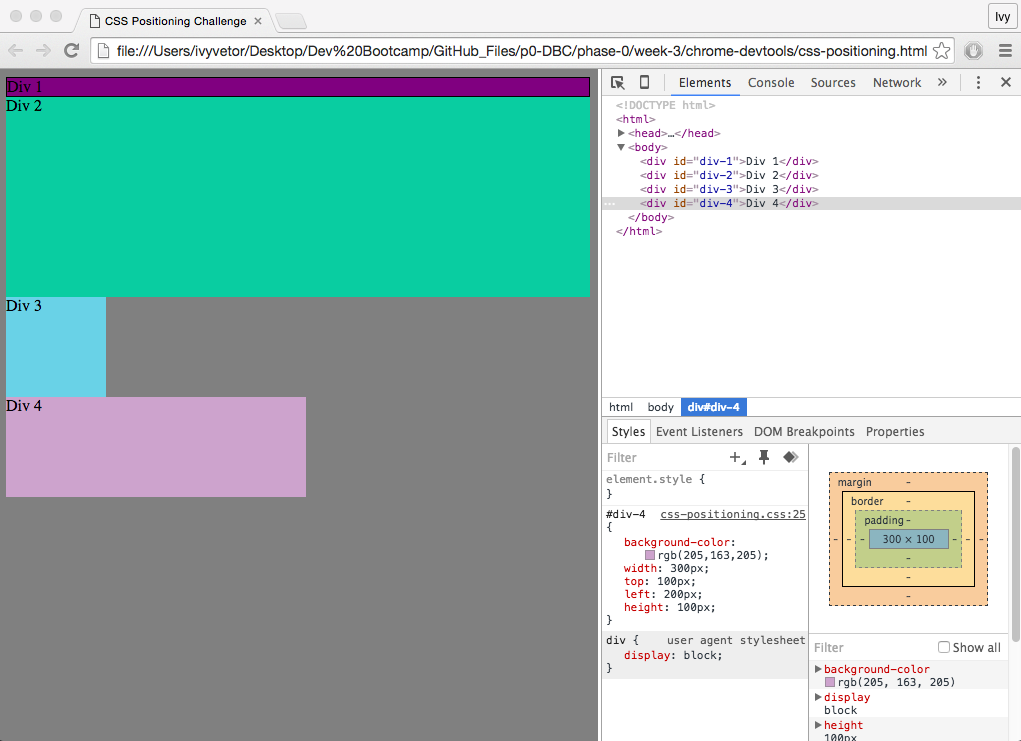 CSS Positioning Challenge
Ivy
file:///Users/ivyvetor/Desktop/Dev%20Bootcamp/GitHub_Files/p0-DBC/phase-0/week-3/chrome-devtools/css-positioning.html
Div 1
Div 2
Div 3
Div 4
Elements Console Sources Network »
<!DOCTYPE html>
<html>
<head>…</head>
<body>
<div id="div-1">Div 1</div>
<div id="div-2">Div 2</div>
<div id="div-3">Div 3</div>
<div id="div-4">Div 4</div>
</body>
</html>
html body div#div-4
Styles Event Listeners DOM Breakpoints Properties
Filter
element.style {
}
#div-4 css-positioning.css:25
{
background-color:
rgb(205,163,205);
width: 300px;
top: 100px;
left: 200px;
height: 100px;
}
div { user agent stylesheet
display: block;
}
margin -
border -
padding -
- - - 300 × 100 - - -
-
-
-
Filter Show all
background-color
rgb(205, 163, 205)
display
block
height
100px